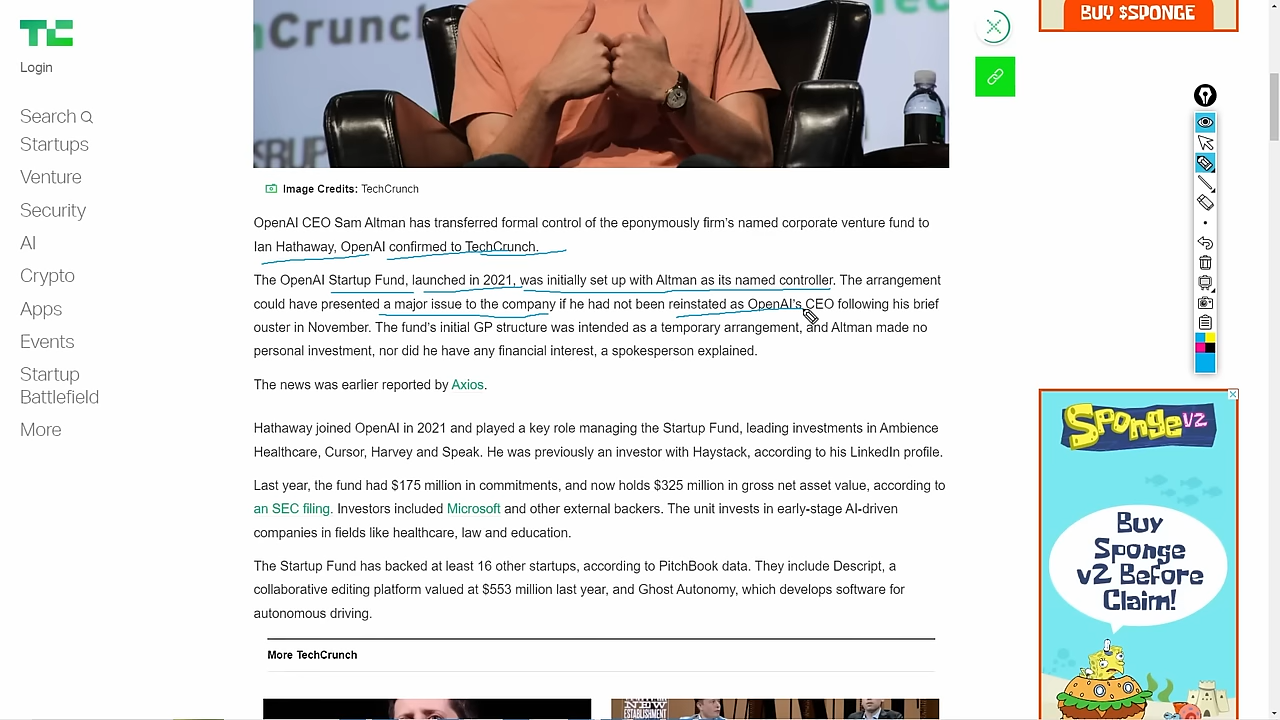 TC
Login
Search
Startups
Venture
Security
AI
Crypto
Apps
Events
Startup
Battlefield
More
nCrunch
Te
SRUP
Image Credits: TechCrunch
OpenAI CEO Sam Altman has transferred formal control of the eponymously firm's named corporate venture fund to
Ian Hathaway, OpenAI confirmed to TechCrunch.
The OpenAI Startup Fund, launched in 2021, was initially set up with Altman as its named controller. The arrangement
could have presented a major issue to the company if he had not been reinstated as OpenAI's CEO following his brief
ouster in November. The fund's initial GP structure was intended as a temporary arrangement, and Altman made no
personal investment, nor did he have any financial interest, a spokesperson explained.
The news was earlier reported by Axios.
Hathaway joined OpenAI in 2021 and played a key role managing the Startup Fund, leading investments in Ambience
Healthcare, Cursor, Harvey and Speak. He was previously an investor with Haystack, according to his LinkedIn profile.
Last year, the fund had $175 million in commitments, and now holds $325 million in gross net asset value, according to
an SEC filing. Investors included Microsoft and other external backers. The unit invests in early-stage AI-driven
companies in fields like healthcare, law and education.
The Startup Fund has backed at least 16 other startups, according to PitchBook data. They include Descript, a
collaborative editing platform valued at $553 million last year, and Ghost Autonomy, which develops software for
autonomous driving.
More TechCrunch
NEW
ESTABLISHMENT
BUY $SPONGE
SPONGE V2
Buy
Sponge
v2 Before
Claim!